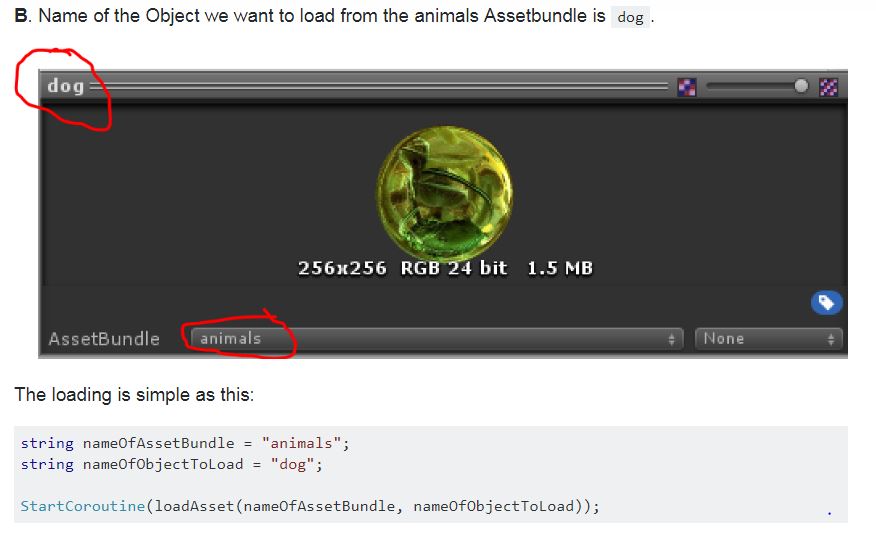 B. Name of the Object we want to load from the animals Assetbundle is dog .
dog
256x256 RGB 24 bit 1.5 MB
AssetBundle animals None
The loading is simple as this:
string nameOfAssetBundle = "animals";
string nameOfObjectToLoad = "dog";
StartCoroutine(loadAsset(nameOfAssetBundle, nameOfObjectToLoad));